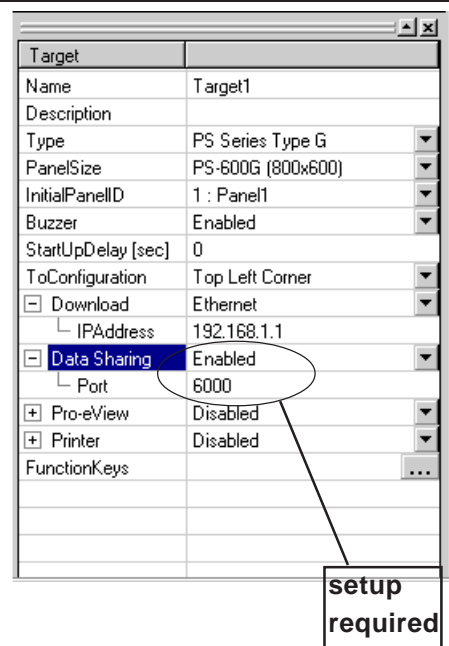 Target
Name Target1
Description
Type PS Series Type G
PanelSize PS-600G (800x600)
InitialPanelID 1 : Panel1
Buzzer Enabled
StartUpDelay [sec] 0
ToConfiguration Top Left Corner
Download Ethernet
IPAddress 192.168.1.1
Data Sharing Enabled
Port 6000
Pro-eView Disabled
Printer Disabled
FunctionKeys ...
setup
required